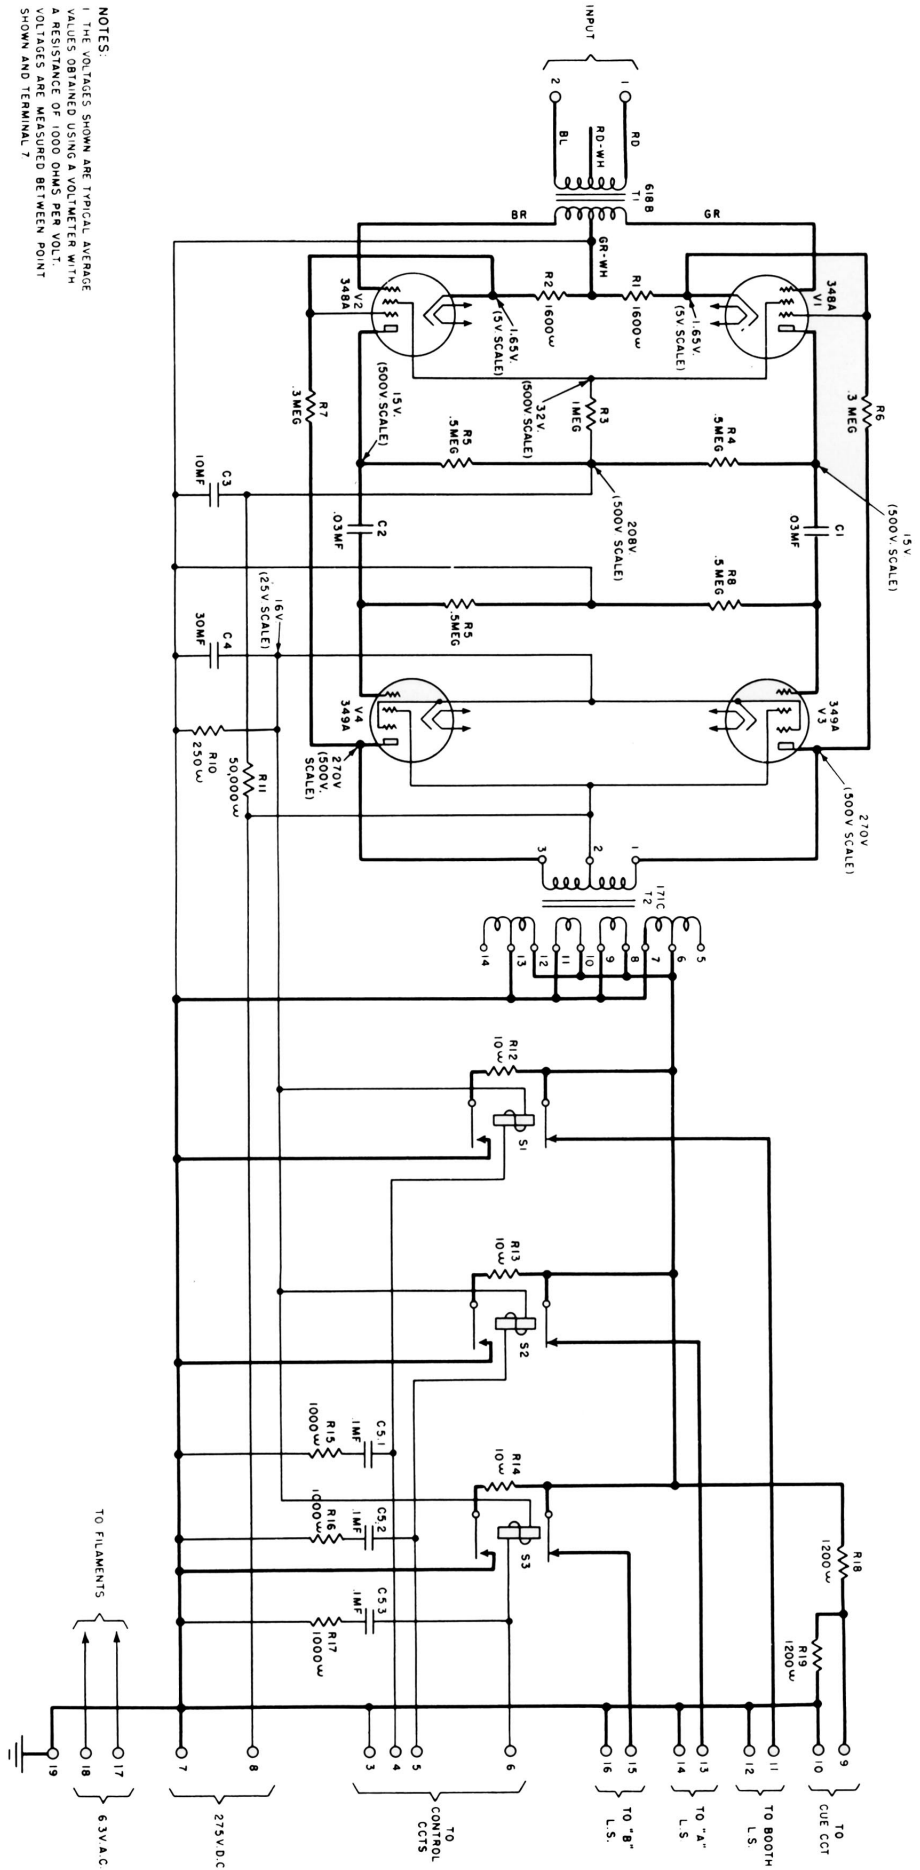 INPUT
1
2
RD
RD-WH
BL
618B
T1
GR
GR-WH
BR
348A
V1
348A
V2
R1
1600ω
R2
1600ω
1.65V.
(5V SCALE)
1.65V.
(5V SCALE)
R6
.3 MEG
R7
.3MEG
32V.
(500V SCALE)
R3
1MEG
15V
(500V. SCALE)
15V.
(500V SCALE)
R4
.5MEG
R5
.5MEG
208V.
(500V SCALE)
C1
03MF
C2
.03MF
C3
10MF
R8
.5MEG
R5
.5MEG
16V
(25V SCALE)
C4
30MF
349A
V3
349A
V4
270V
(500V SCALE)
270V
(500V.
SCALE)
R10
250ω
R11
50,000ω
1
2
3
171C
T2
5
6
7
8
9
10
11
12
13
14
R12
10ω
S1
R13
10ω
S2
R14
10ω
S3
R15
1000ω
C5.1
.1MF
R16
1000ω
C5.2
.1MF
R17
1000ω
C5.3
.1MF
R18
1200ω
R19
1200ω
9
10
TO
CUE CCT
11
12
TO BOOTH
L.S.
13
14
TO "A"
L.S
15
16
TO "B"
L.S.
6
5
4
3
TO
CONTROL
CCTS
8
7
275V.D.C
17
18
6.3V.A.C.
19
TO FILAMENTS
NOTES:
1 THE VOLTAGES SHOWN ARE TYPICAL AVERAGE
VALUES OBTAINED USING A VOLTMETER WITH
A RESISTANCE OF 1000 OHMS PER VOLT.
VOLTAGES ARE MEASURED BETWEEN POINT
SHOWN AND TERMINAL 7